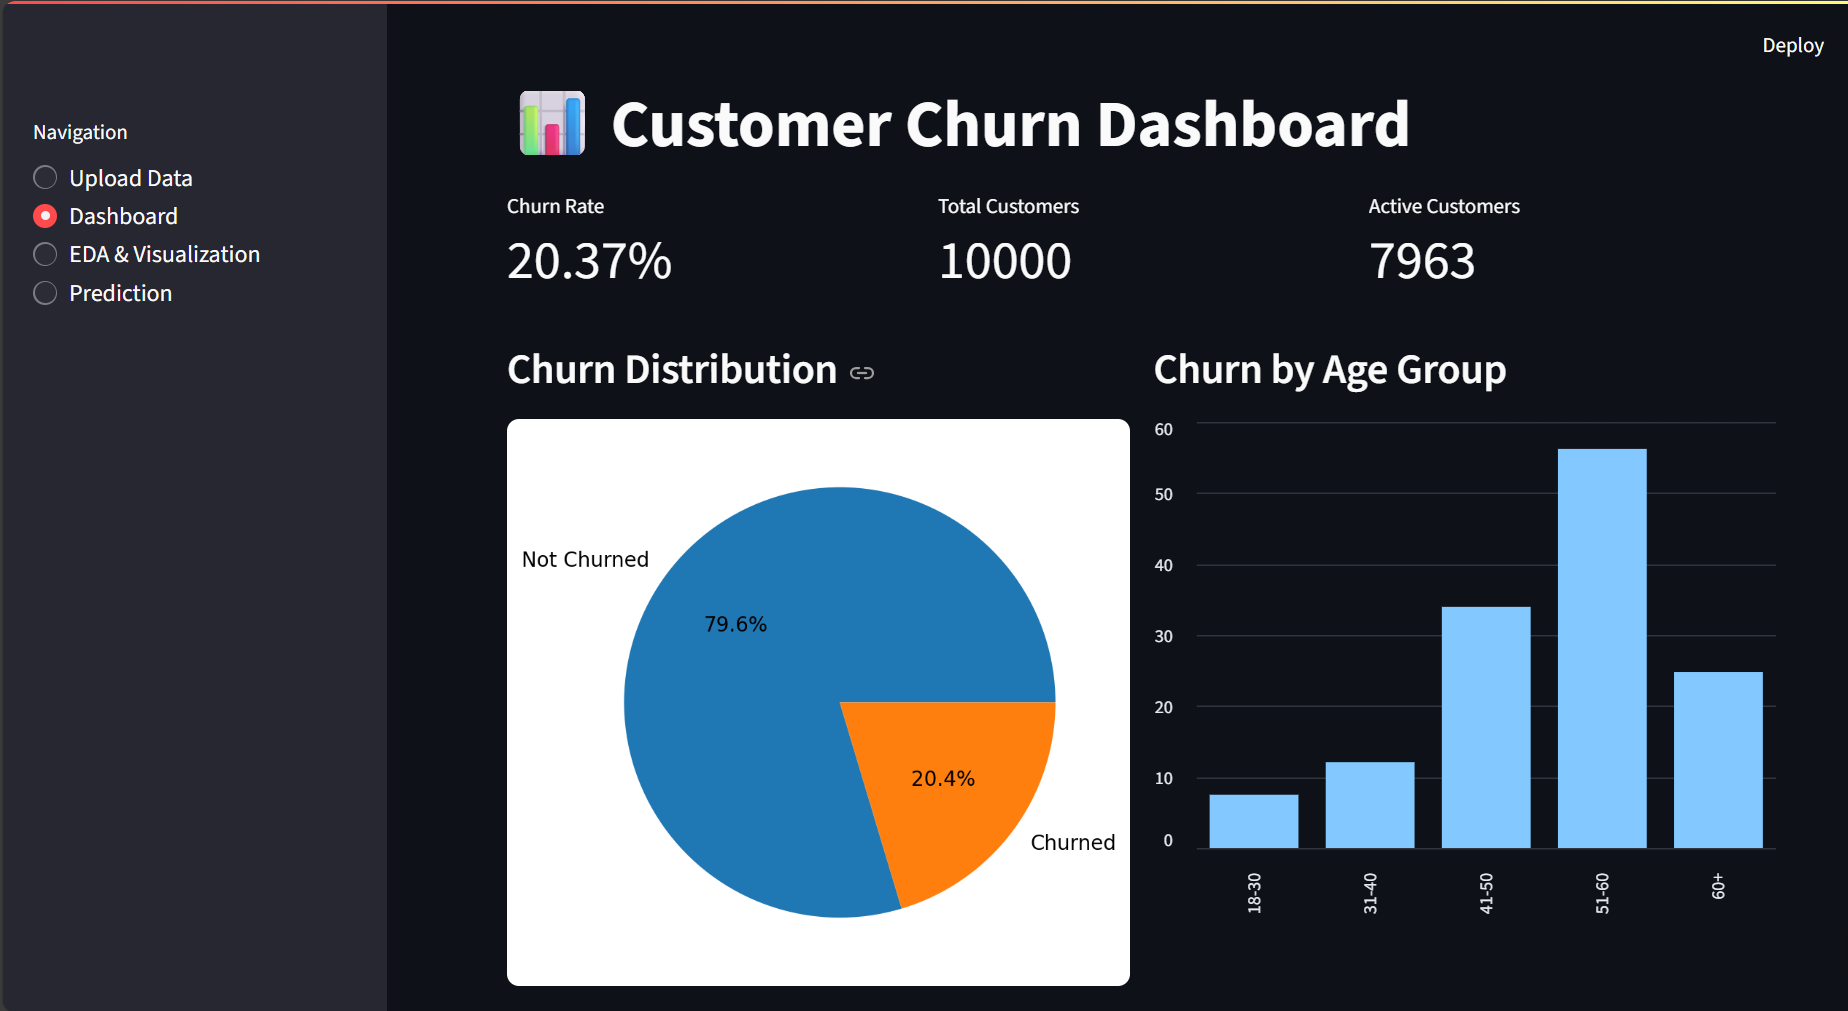 Deploy
Navigation
Upload Data
Dashboard
EDA & Visualization
Prediction
Customer Churn Dashboard
Churn Rate
20.37%
Total Customers
10000
Active Customers
7963
Churn Distribution
Not Churned
79.6%
20.4%
Churned
Churn by Age Group
60
50
40
30
20
10
0
18-30
31-40
41-50
51-60
60+